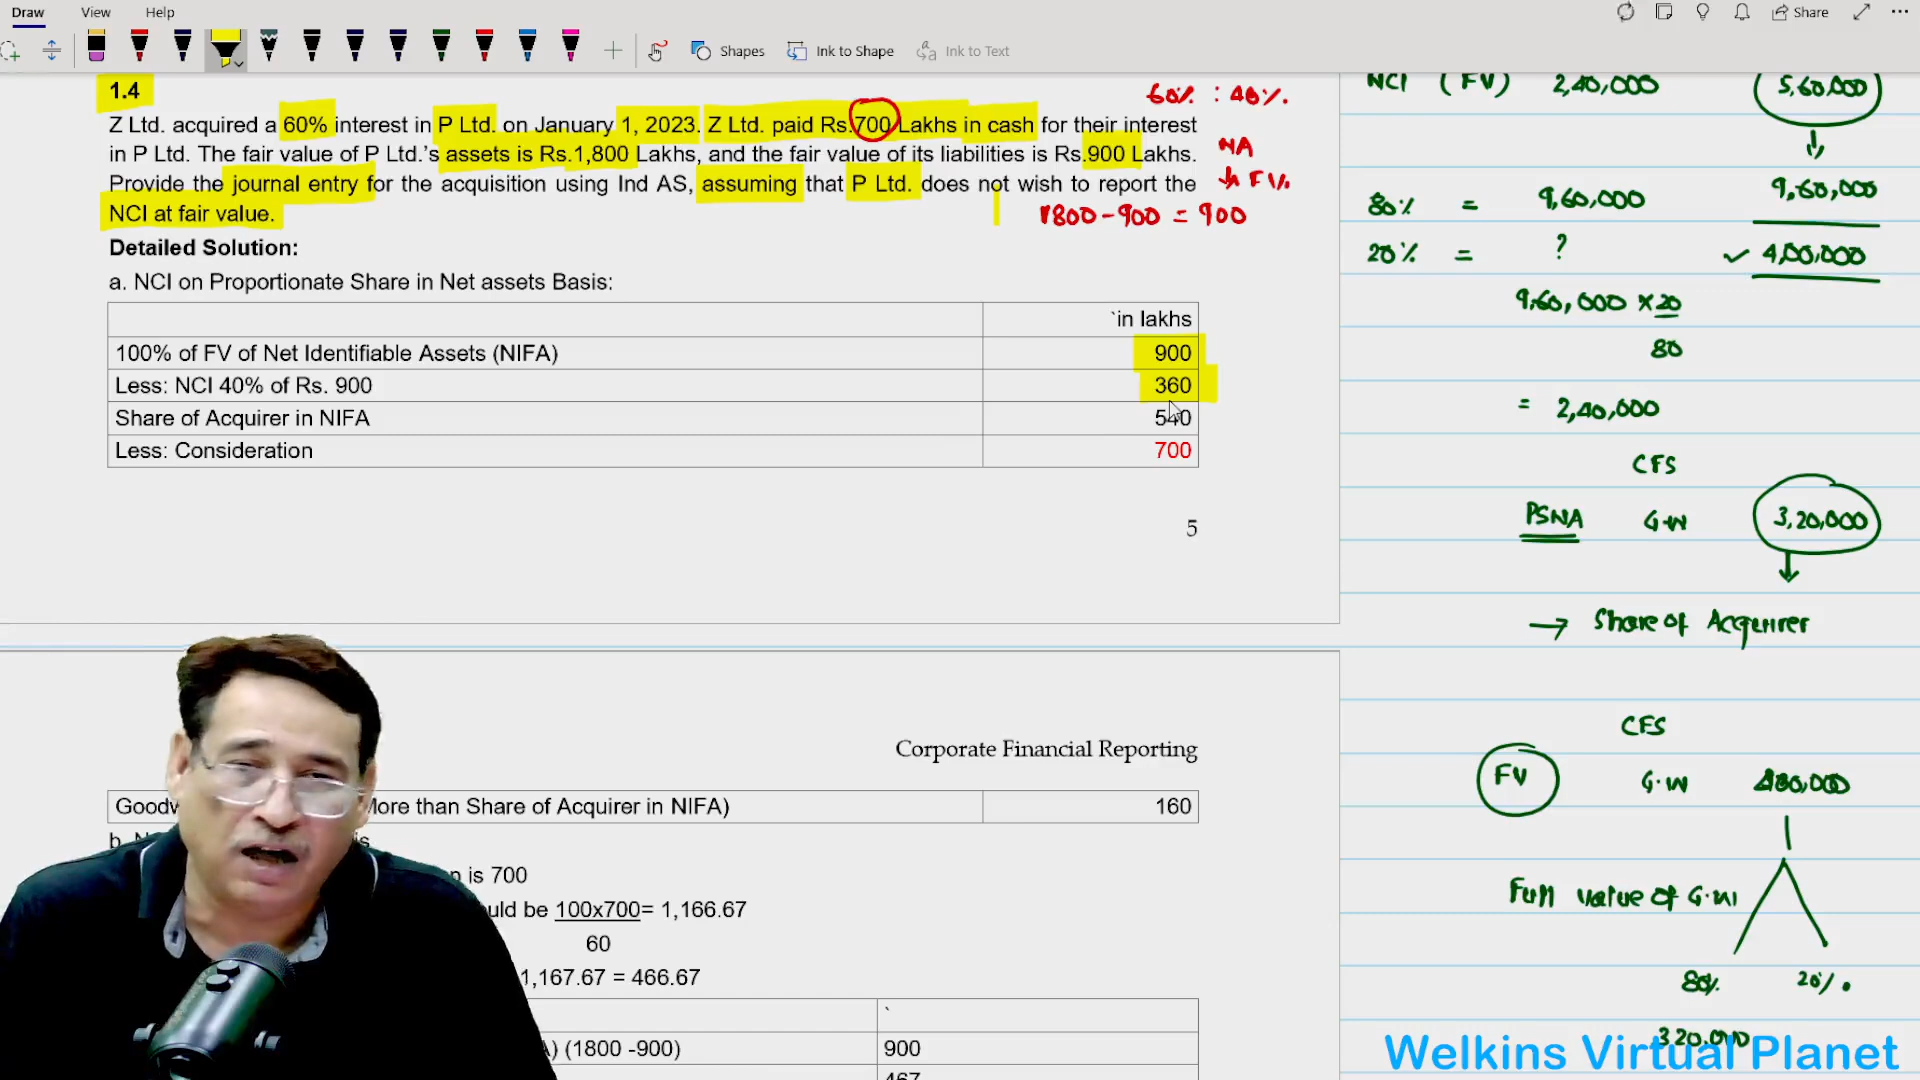 Draw View Help Share ...
Shapes Ink to Shape Ink to Text
1.4
60% : 40%.
Z Ltd. acquired a 60% interest in P Ltd. on January 1, 2023. Z Ltd. paid Rs.700 Lakhs in cash for their interest
in P Ltd. The fair value of P Ltd.'s assets is Rs.1,800 Lakhs, and the fair value of its liabilities is Rs.900 Lakhs.
NA
Provide the journal entry for the acquisition using Ind AS, assuming that P Ltd. does not wish to report the
NCI at fair value.
1800 - 900 = 900
Detailed Solution:
a. NCI on Proportionate Share in Net assets Basis:
`in lakhs
100% of FV of Net Identifiable Assets (NIFA) 900
Less: NCI 40% of Rs. 900 360
Share of Acquirer in NIFA 540
Less: Consideration 700
5
Corporate Financial Reporting
More than Share of Acquirer in NIFA) 160
is 700
100x700= 1,166.67
60
1,167.67 = 466.67
`
(1800 -900) 900
467
NCI (FV) 2,40,000 5,60,000
80% = 9,60,000 9,60,000
20% = ? ✓ 4,00,000
9,60,000 × 20
80
= 2,40,000
CFS
PSNA G.W 3,20,000
→ Share of Acquirer
CFS
FV G.W
Full value of G.W
80% 20%.
320.000
Welkins Virtual Planet